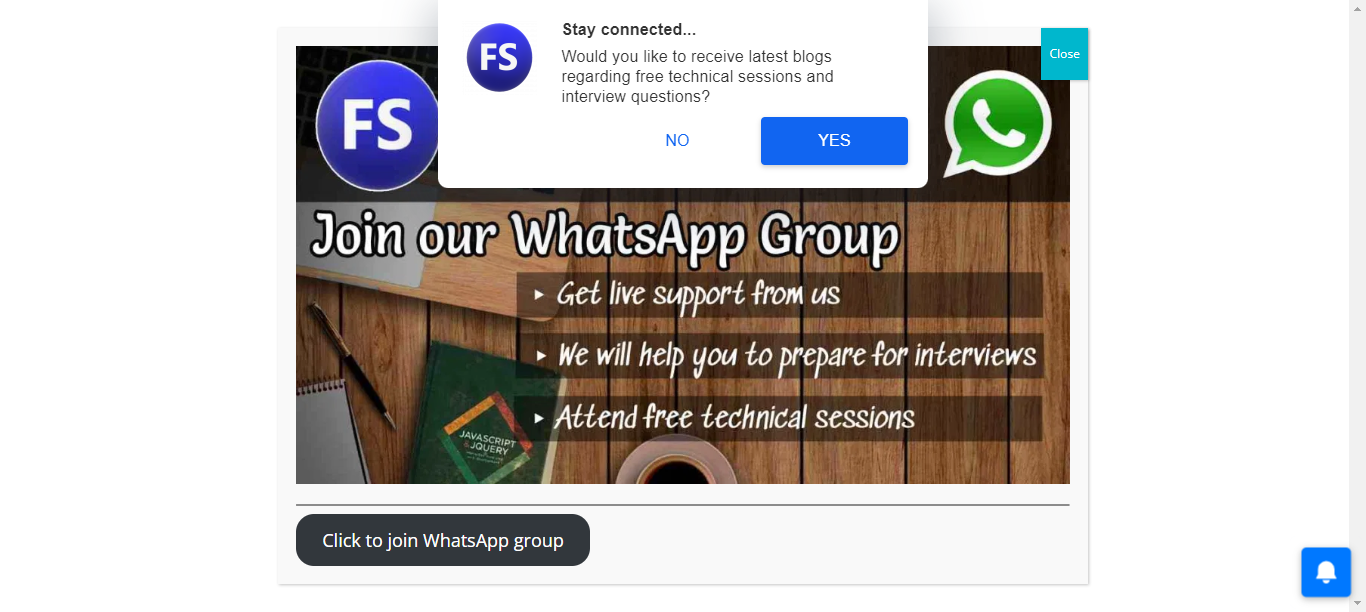 Stay connected...
Would you like to receive latest blogs
regarding free technical sessions and
interview questions?
NO
YES
FS
Close
FS
Join our WhatsApp Group
Get live support from us
We will help you to prepare for interviews
Attend free technical sessions
JAVASCRIPT
& JQUERY
Click to join WhatsApp group